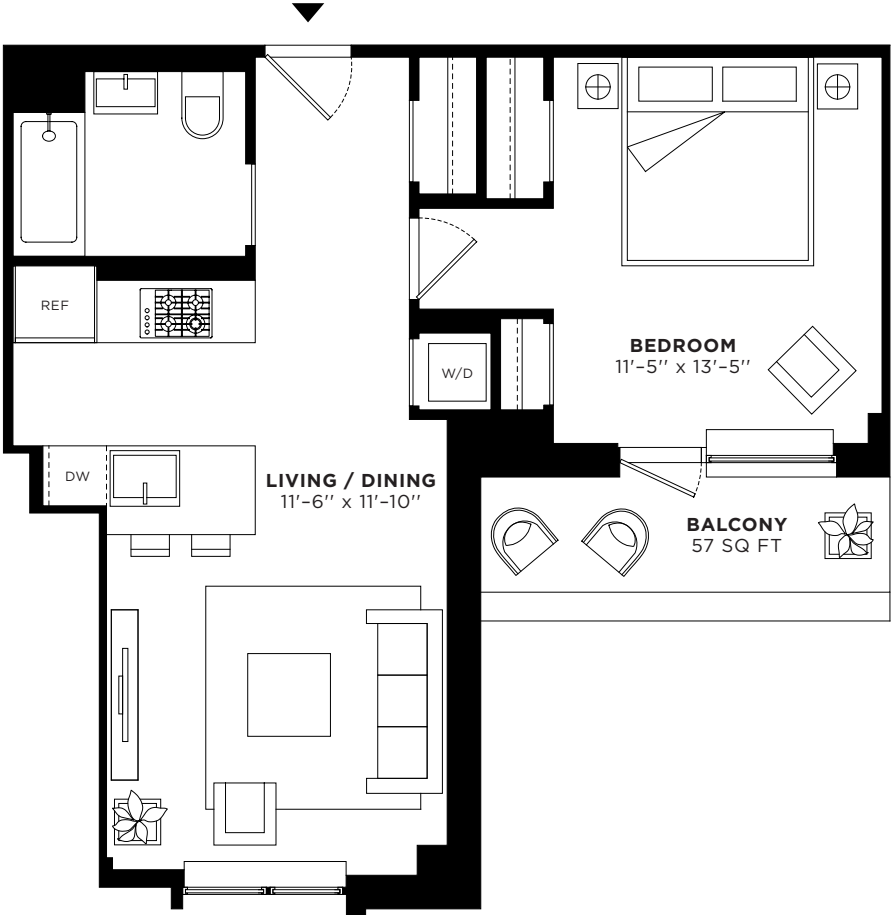 REF
W/D
BEDROOM
11'–5'' x 13'–5''
DW
LIVING / DINING
11'–6'' x 11'–10''
BALCONY
57 SQ FT